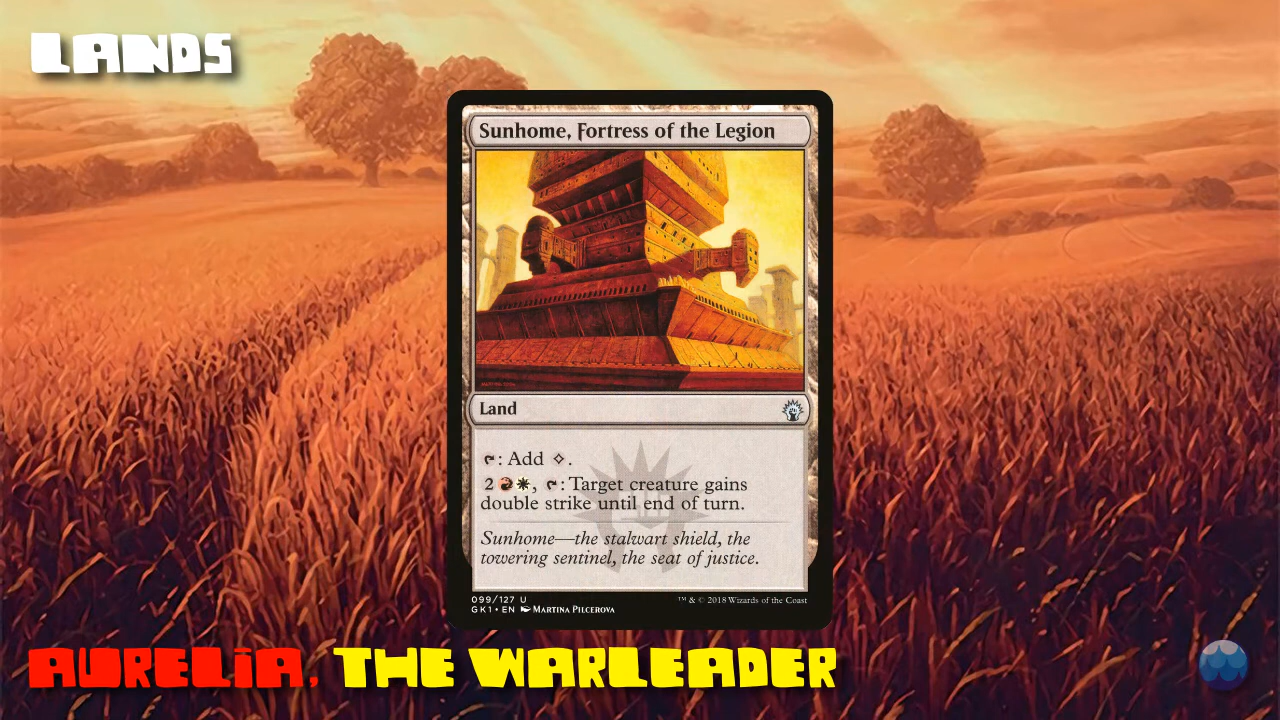 LANDS
Sunhome, Fortress of the Legion
Land
: Add .
2 , : Target creature gains
double strike until end of turn.
Sunhome—the stalwart shield, the
towering sentinel, the seat of justice.
099/127 U
GK1 • EN MARTINA PILCEROVA
™ & © 2018 Wizards of the Coast
AURELIA, THE WARLEADER